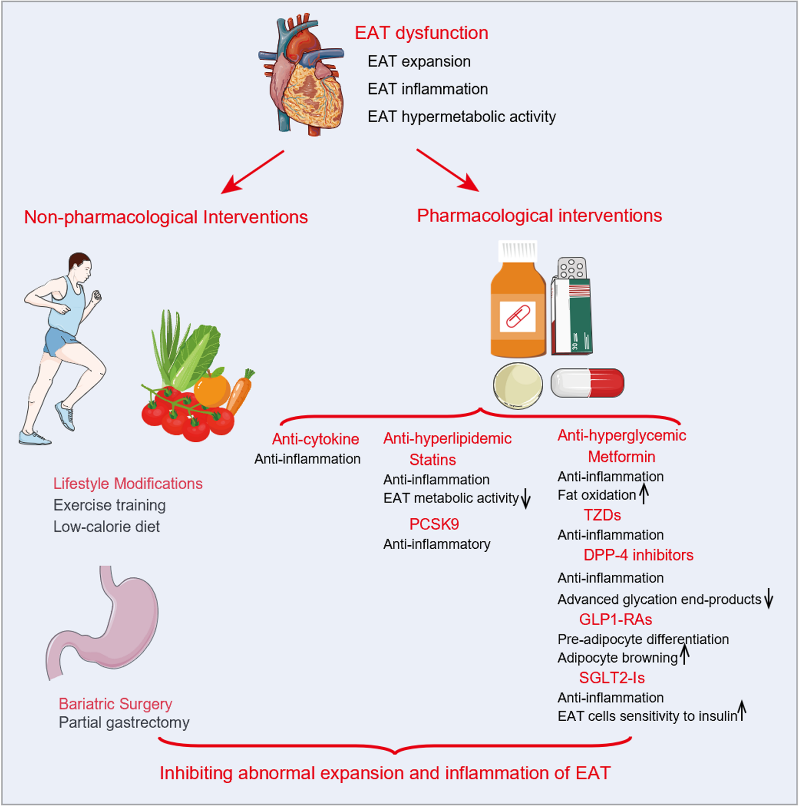 EAT dysfunction
EAT expansion
EAT inflammation
EAT hypermetabolic activity
Non-pharmacological Interventions
Pharmacological interventions
Lifestyle Modifications
Exercise training
Low-calorie diet
Bariatric Surgery
Partial gastrectomy
Anti-cytokine
Anti-inflammation
Anti-hyperlipidemic
Statins
Anti-inflammation
EAT metabolic activity↓
PCSK9
Anti-inflammatory
Anti-hyperglycemic
Metformin
Anti-inflammation
Fat oxidation↑
TZDs
Anti-inflammation
DPP-4 inhibitors
Anti-inflammation
Advanced glycation end-products↓
GLP1-RAs
Pre-adipocyte differentiation
Adipocyte browning↑
SGLT2-Is
Anti-inflammation
EAT cells sensitivity to insulin↑
Inhibiting abnormal expansion and inflammation of EAT